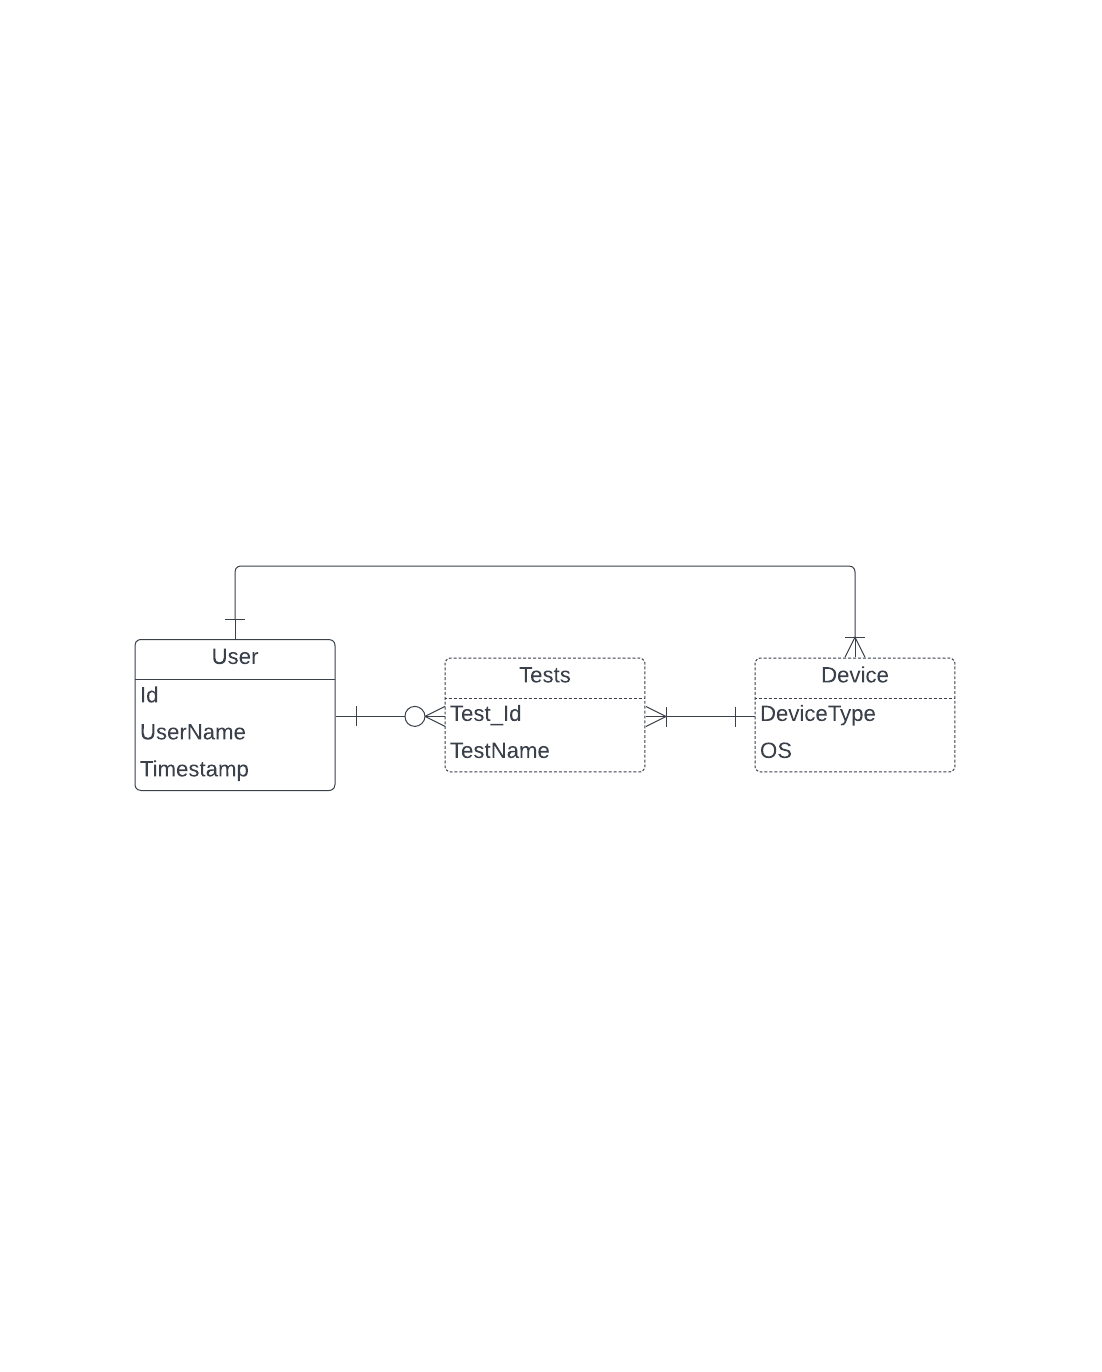 User
Id
UserName
Timestamp
Tests
Test_Id
TestName
Device
DeviceType
OS